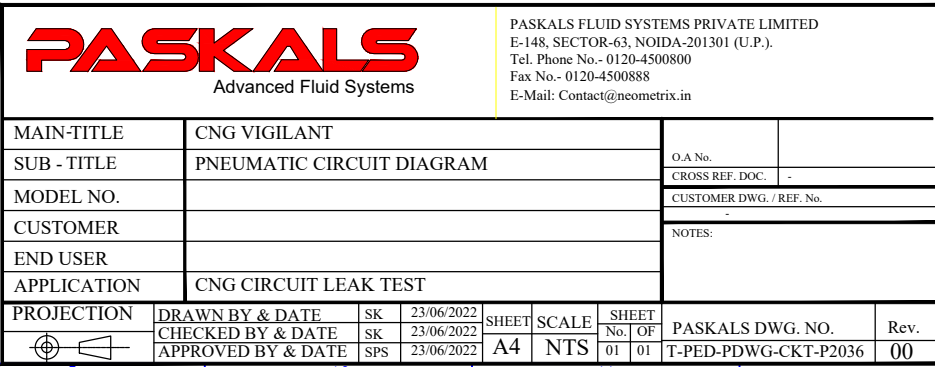 PASKALS
Advanced Fluid Systems
PASKALS FLUID SYSTEMS PRIVATE LIMITED
E-148, SECTOR-63, NOIDA-201301 (U.P.).
Tel. Phone No.- 0120-4500800
Fax No.- 0120-4500888
E-Mail: Contact@neometrix.in
MAIN-TITLE CNG VIGILANT
SUB - TITLE PNEUMATIC CIRCUIT DIAGRAM
MODEL NO.
CUSTOMER
END USER
APPLICATION CNG CIRCUIT LEAK TEST
O.A No.
CROSS REF. DOC. -
CUSTOMER DWG. / REF. No.
-
NOTES:
PROJECTION
DRAWN BY & DATE SK 23/06/2022
CHECKED BY & DATE SK 23/06/2022
APPROVED BY & DATE SPS 23/06/2022
SHEET
A4
SCALE
NTS
SHEET
No. OF
01 01
PASKALS DWG. NO.
T-PED-PDWG-CKT-P2036
Rev.
00